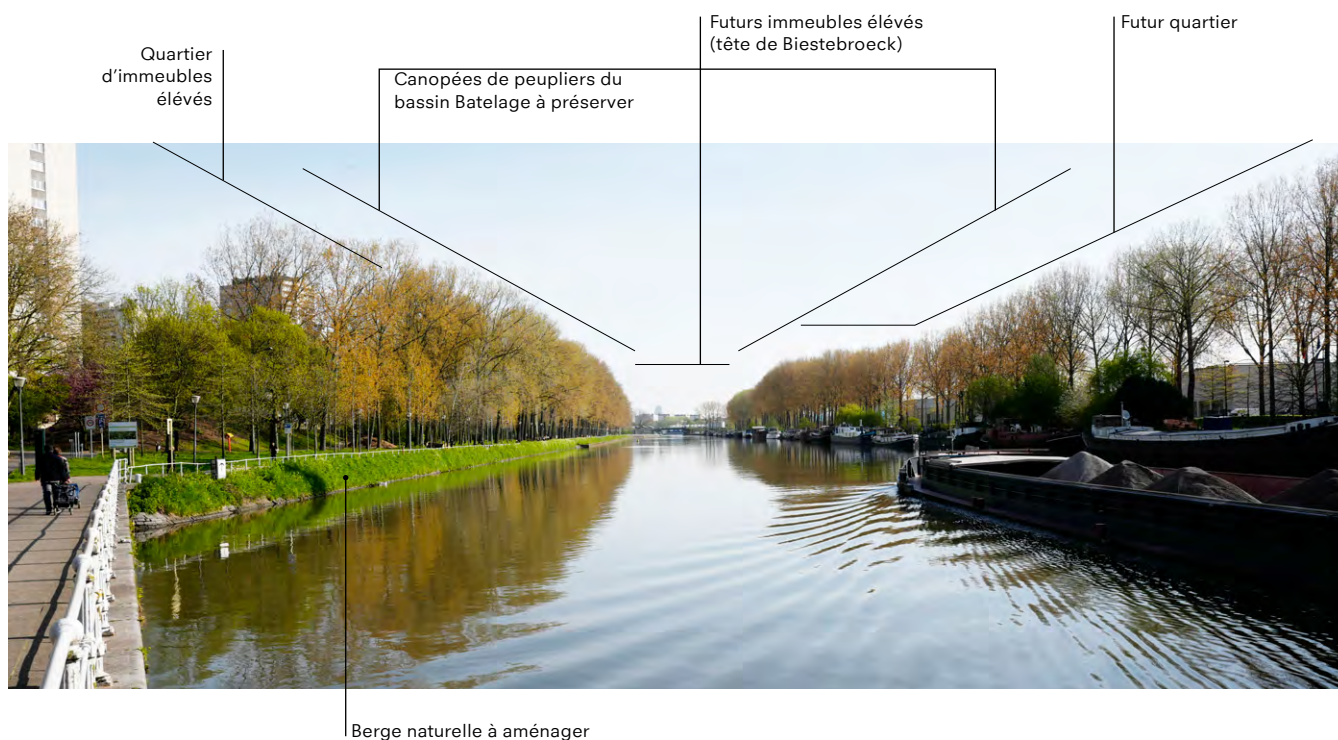 Quartier
d'immeubles
élévés
Canopées de peupliers du
bassin Batelage à préserver
Futurs immeubles élévés
(tête de Biestebroeck)
Futur quartier
Berge naturelle à aménager